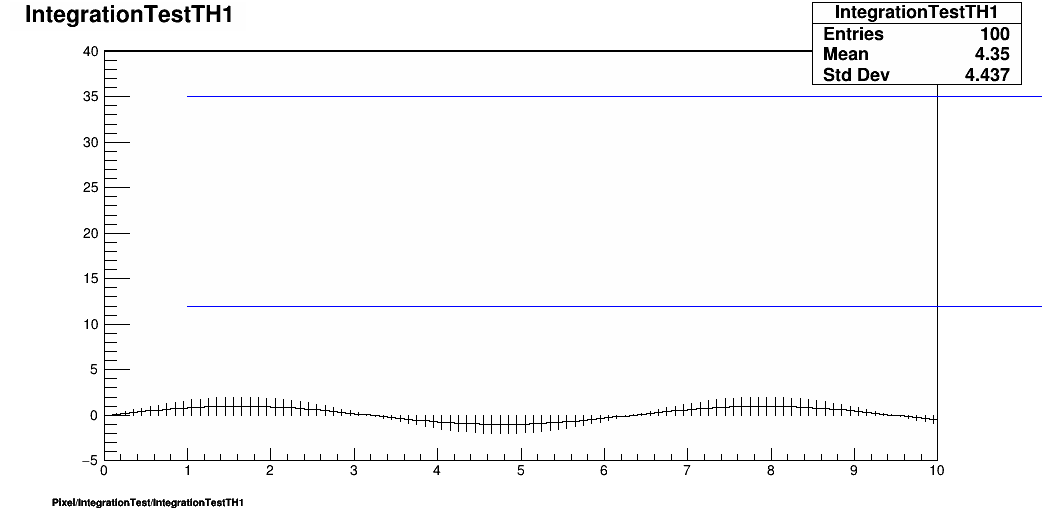 IntegrationTestTH1
IntegrationTestTH1
Entries 100
Mean 4.35
Std Dev 4.437
40
35
30
25
20
15
10
5
0
−5
0 1 2 3 4 5 6 7 8 9 10
Pixel/IntegrationTest/IntegrationTestTH1